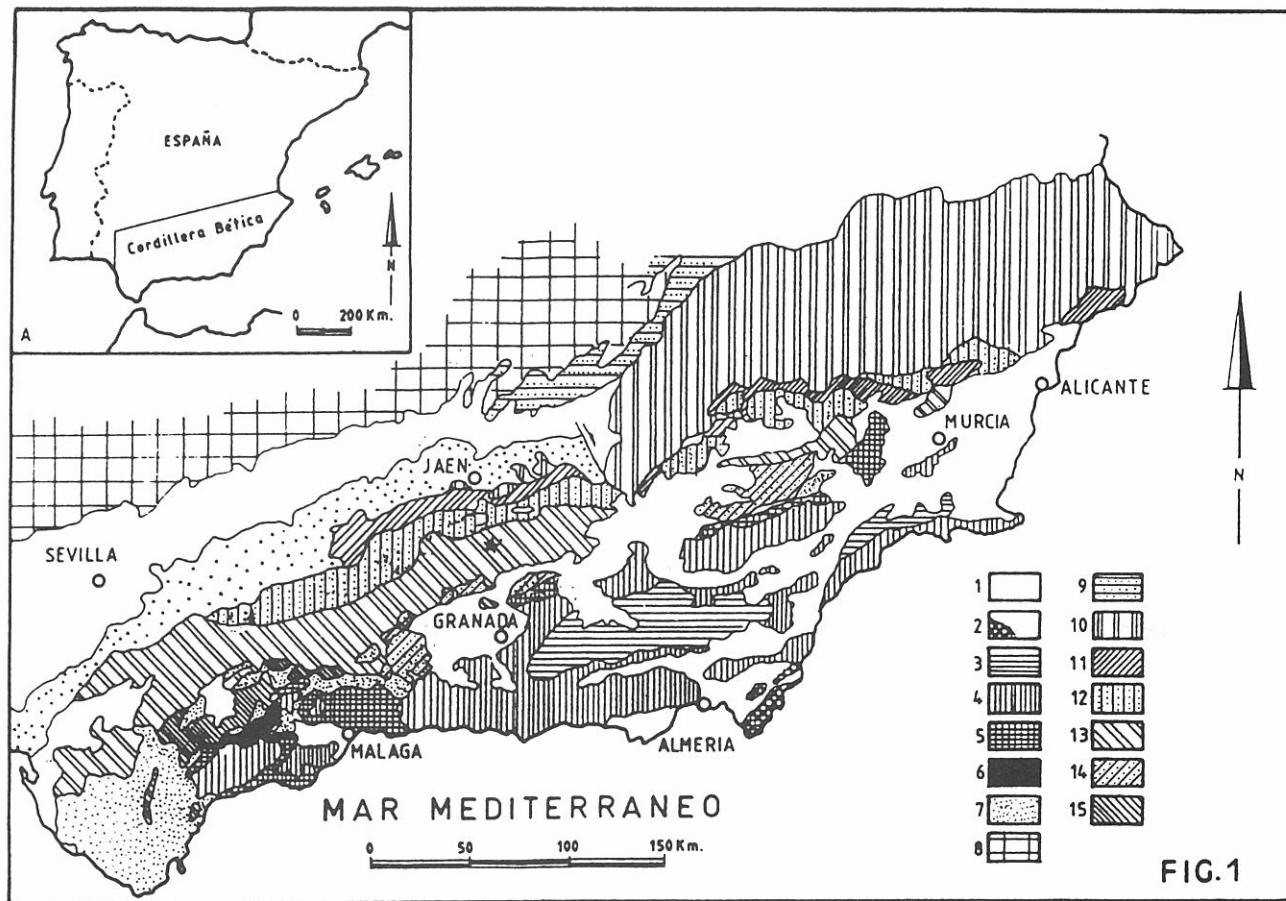 ESPAÑA
Cordillera Bética
N
A
0 200 Km.
ALICANTE
MURCIA
JAEN
N
SEVILLA
GRANADA
MALAGA
ALMERIA
MAR MEDITERRANEO
0 50 100 150 Km.
1
2
3
4
5
6
7
8
9
10
11
12
13
14
15
FIG.1